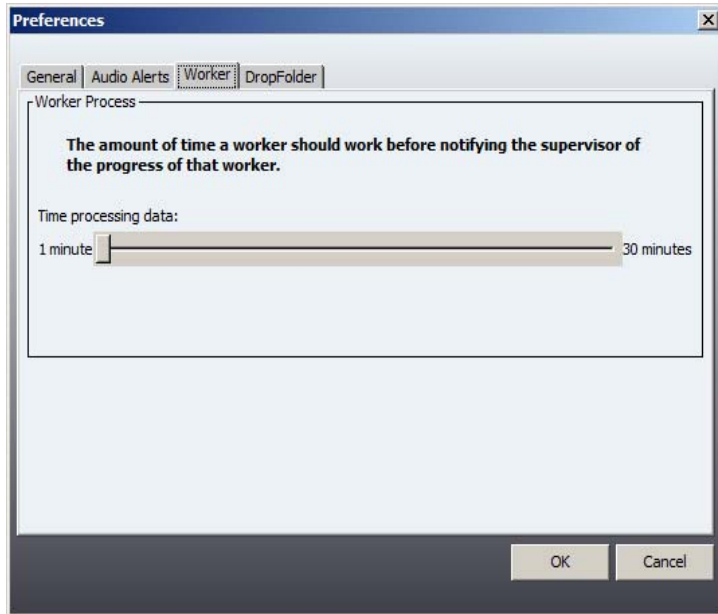 Preferences
General Audio Alerts Worker DropFolder
Worker Process
The amount of time a worker should work before notifying the supervisor of
the progress of that worker.
Time processing data:
1 minute 30 minutes
OK Cancel